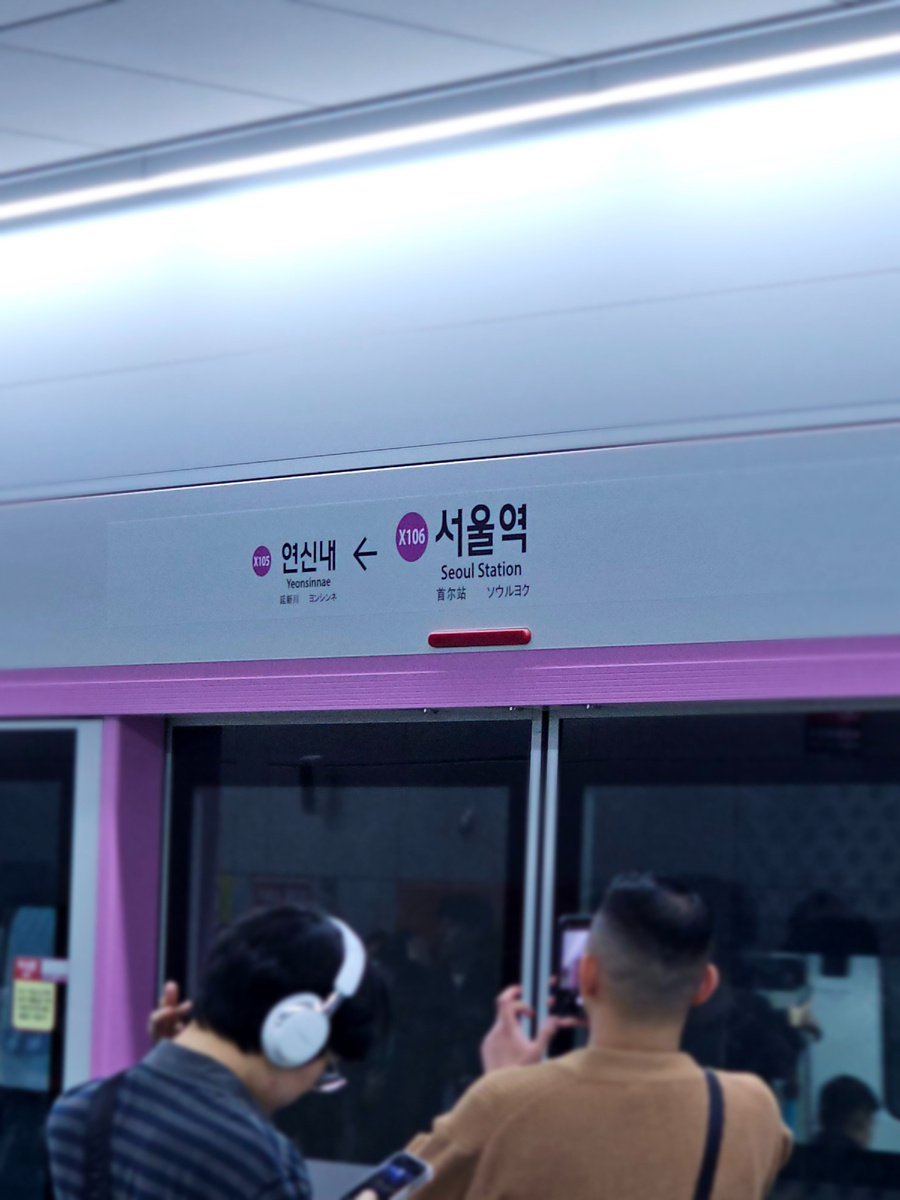 X105 연신내 ← X106 서울역
Yeonsinnae
延新川 ヨンシンネ
Seoul Station
首尔站 ソウルヨク